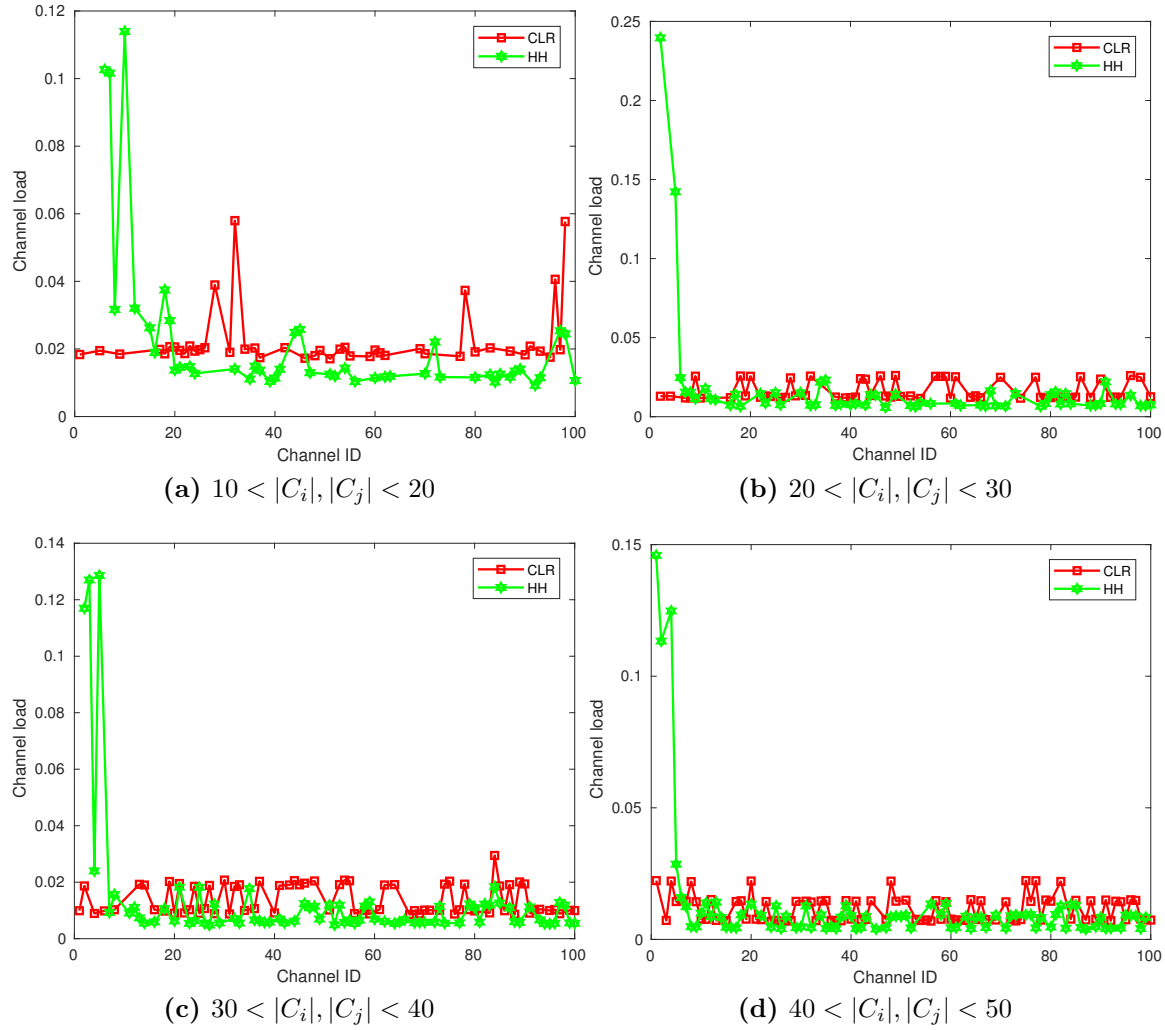 0.12
0.1
0.08
0.06
0.04
0.02
0
Channel load
CLR
HH
0 20 40 60 80 100
Channel ID
(a) 10 < |C_i|, |C_j| < 20
0.25
0.2
0.15
0.1
0.05
0
Channel load
CLR
HH
0 20 40 60 80 100
Channel ID
(b) 20 < |C_i|, |C_j| < 30
0.14
0.12
0.1
0.08
0.06
0.04
0.02
0
Channel load
CLR
HH
0 20 40 60 80 100
Channel ID
(c) 30 < |C_i|, |C_j| < 40
0.15
0.1
0.05
0
Channel load
CLR
HH
0 20 40 60 80 100
Channel ID
(d) 40 < |C_i|, |C_j| < 50